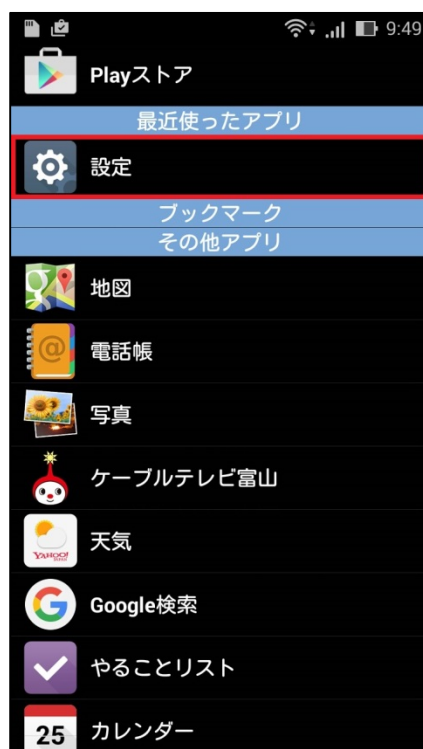 9:49
Playストア
最近使ったアプリ
設定
ブックマーク
その他アプリ
地図
電話帳
写真
ケーブルテレビ富山
YAHOO!
天気
Google検索
やることリスト
25
カレンダー